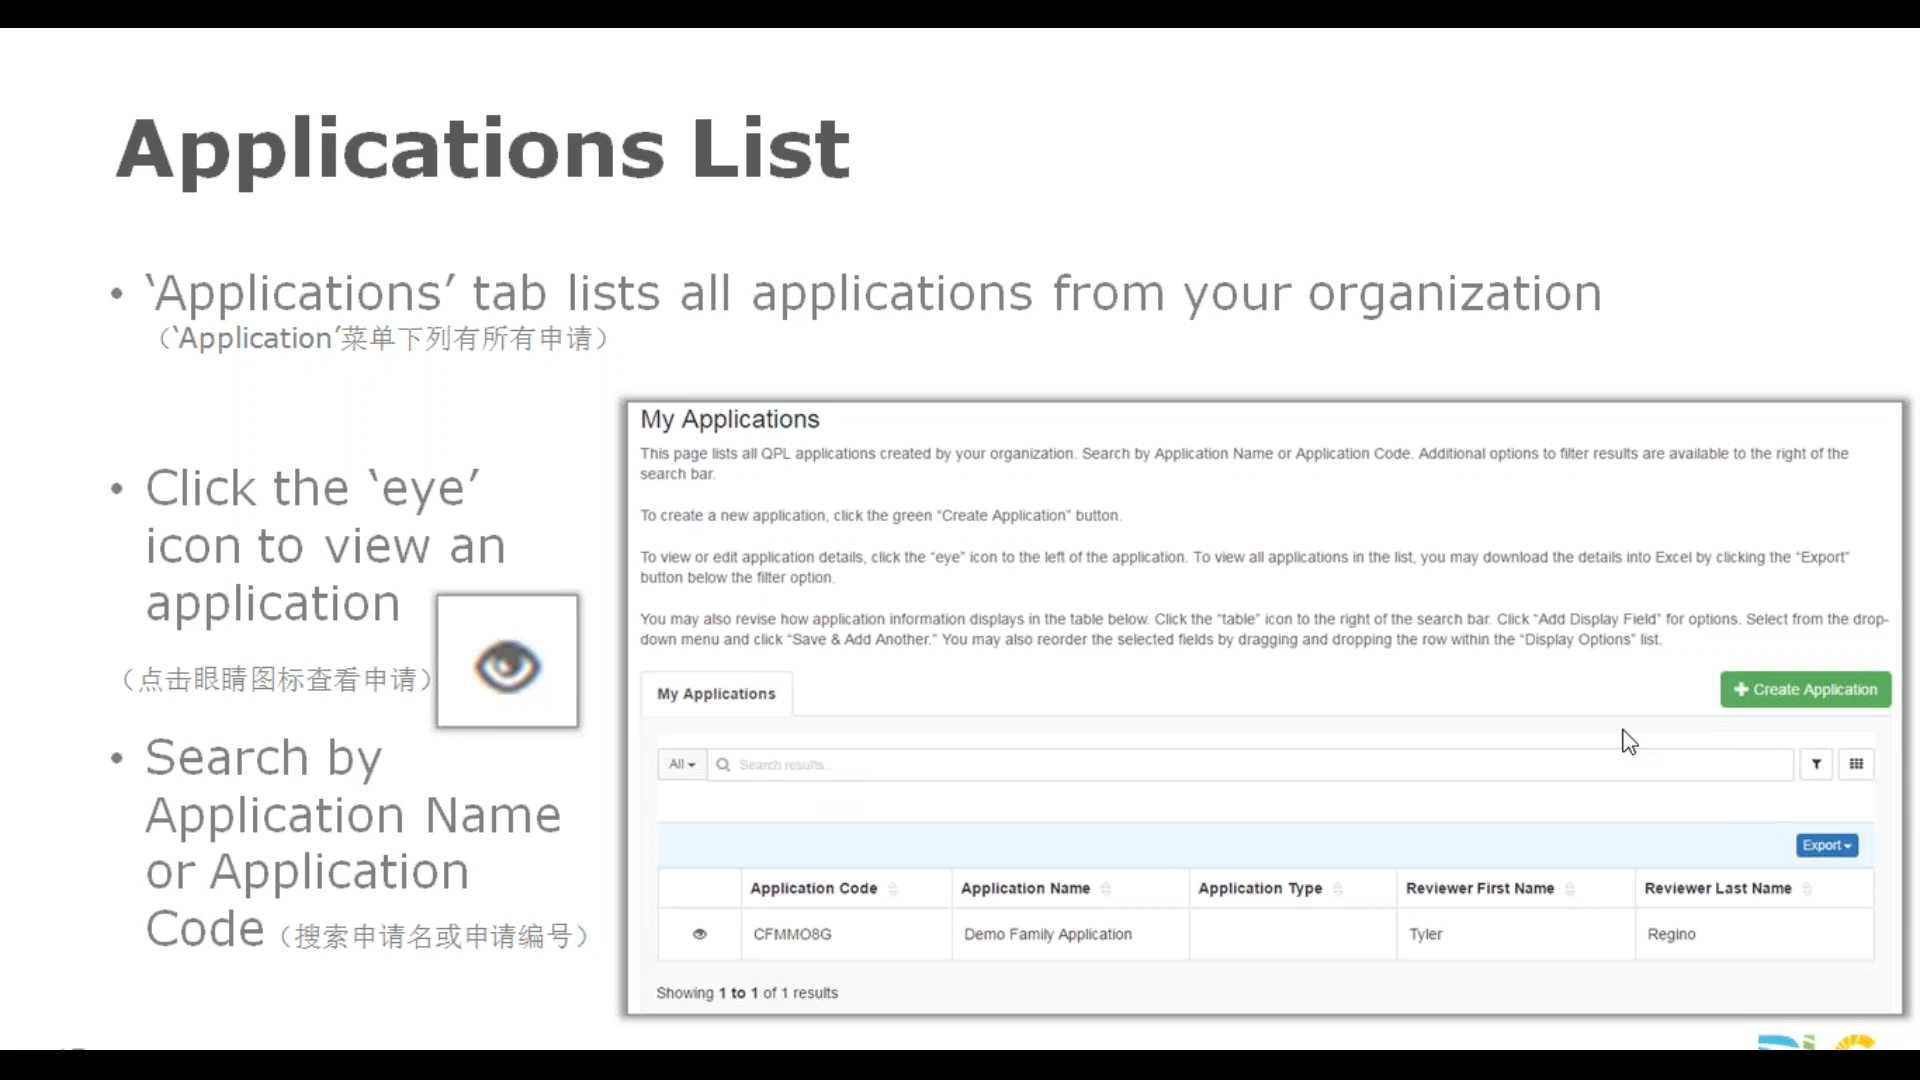 Applications List
• ‘Applications’ tab lists all applications from your organization
（‘Application’菜单下列有所有申请）
• Click the ‘eye’
icon to view an
application
（点击眼睛图标查看申请）
• Search by
Application Name
or Application
Code（搜索申请名或申请编号）
My Applications
This page lists all QPL applications created by your organization. Search by Application Name or Application Code. Additional options to filter results are available to the right of the
search bar.
To create a new application, click the green “Create Application” button.
To view or edit application details, click the “eye” icon to the left of the application. To view all applications in the list, you may download the details into Excel by clicking the “Export”
button below the filter option.
You may also revise how application information displays in the table below. Click the “table” icon to the right of the search bar. Click “Add Display Field” for options. Select from the drop-
down menu and click “Save & Add Another.” You may also reorder the selected fields by dragging and dropping the row within the “Display Options” list.
My Applications
Create Application
All
Search results...
Export
Application Code Application Name Application Type Reviewer First Name Reviewer Last Name
CFMMO8G Demo Family Application Tyler Regino
Showing 1 to 1 of 1 results